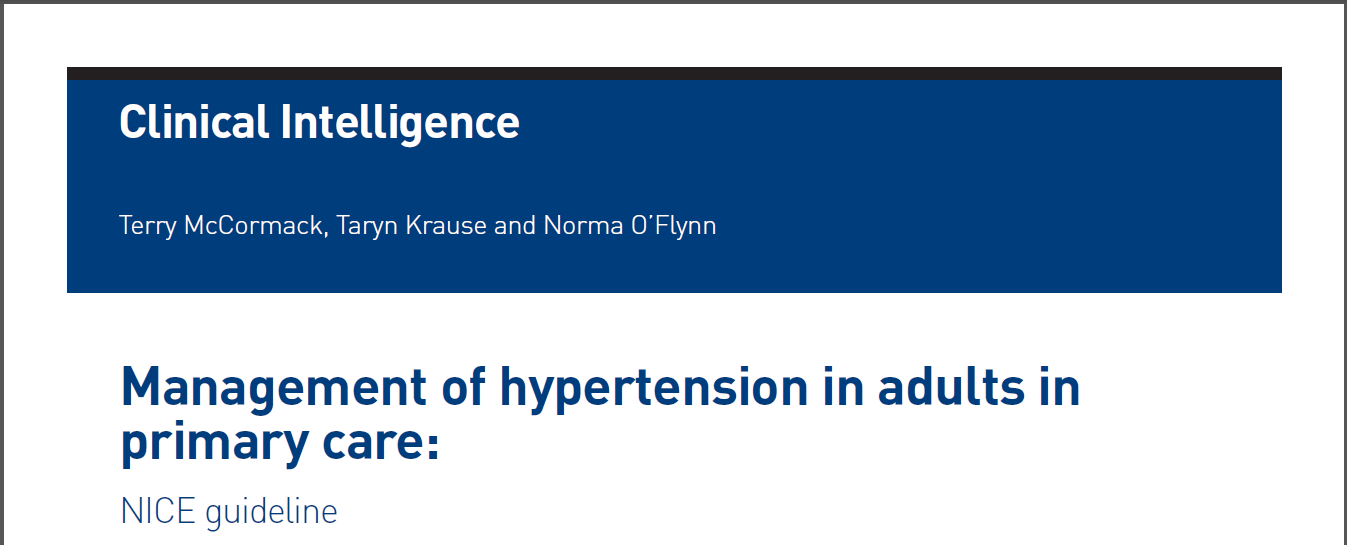 Clinical Intelligence
Terry McCormack, Taryn Krause and Norma O’Flynn
Management of hypertension in adults in
primary care:
NICE guideline